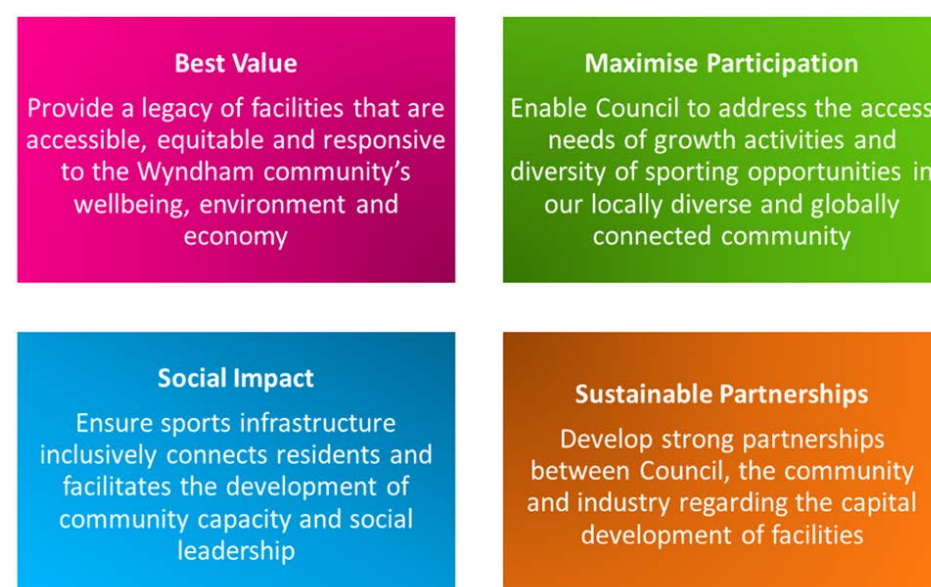 Best Value
Provide a legacy of facilities that are
accessible, equitable and responsive
to the Wyndham community's
wellbeing, environment and
economy
Maximise Participation
Enable Council to address the access
needs of growth activities and
diversity of sporting opportunities in
our locally diverse and globally
connected community
Social Impact
Ensure sports infrastructure
inclusively connects residents and
facilitates the development of
community capacity and social
leadership
Sustainable Partnerships
Develop strong partnerships
between Council, the community
and industry regarding the capital
development of facilities